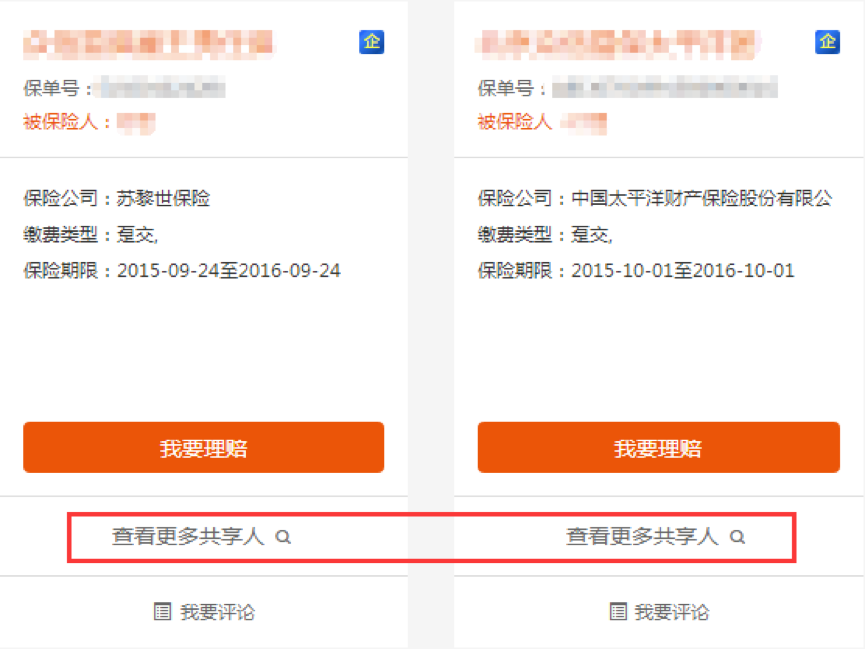 企
保单号：
被保险人：
保险公司：苏黎世保险
缴费类型：趸交,
保险期限：2015-09-24至2016-09-24
我要理赔
查看更多共享人
我要评论
企
保单号：
被保险人
保险公司：中国太平洋财产保险股份有限公
缴费类型：趸交,
保险期限：2015-10-01至2016-10-01
我要理赔
查看更多共享人
我要评论